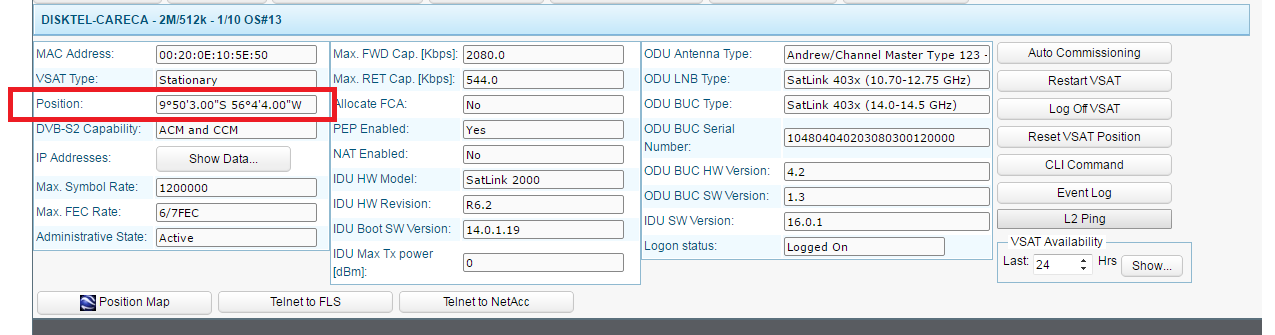 DISKTEL-CARECA - 2M/512k - 1/10 OS#13
MAC Address: 00:20:0E:10:5E:50
VSAT Type: Stationary
Position: 9°50'3.00"S 56°4'4.00"W
DVB-S2 Capability: ACM and CCM
IP Addresses: Show Data...
Max. Symbol Rate: 1200000
Max. FEC Rate: 6/7FEC
Administrative State: Active
Max. FWD Cap. [Kbps]: 2080.0
Max. RET Cap. [Kbps]: 544.0
Allocate FCA: No
PEP Enabled: Yes
NAT Enabled: No
IDU HW Model: SatLink 2000
IDU HW Revision: R6.2
IDU Boot SW Version: 14.0.1.19
IDU Max Tx power
[dBm]: 0
ODU Antenna Type: Andrew/Channel Master Type 123 -
ODU LNB Type: SatLink 403x (10.70-12.75 GHz)
ODU BUC Type: SatLink 403x (14.0-14.5 GHz)
ODU BUC Serial
Number: 104804040203080300120000
ODU BUC HW Version: 4.2
ODU BUC SW Version: 1.3
IDU SW Version: 16.0.1
Logon status: Logged On
Auto Commissioning
Restart VSAT
Log Off VSAT
Reset VSAT Position
CLI Command
Event Log
L2 Ping
VSAT Availability
Last: 24 Hrs Show...
Position Map
Telnet to FLS
Telnet to NetAcc